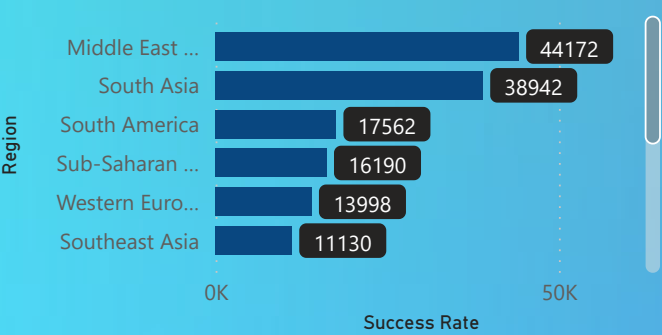 Region
Middle East ... 44172
South Asia 38942
South America 17562
Sub-Saharan ... 16190
Western Euro... 13998
Southeast Asia 11130
0K 50K
Success Rate